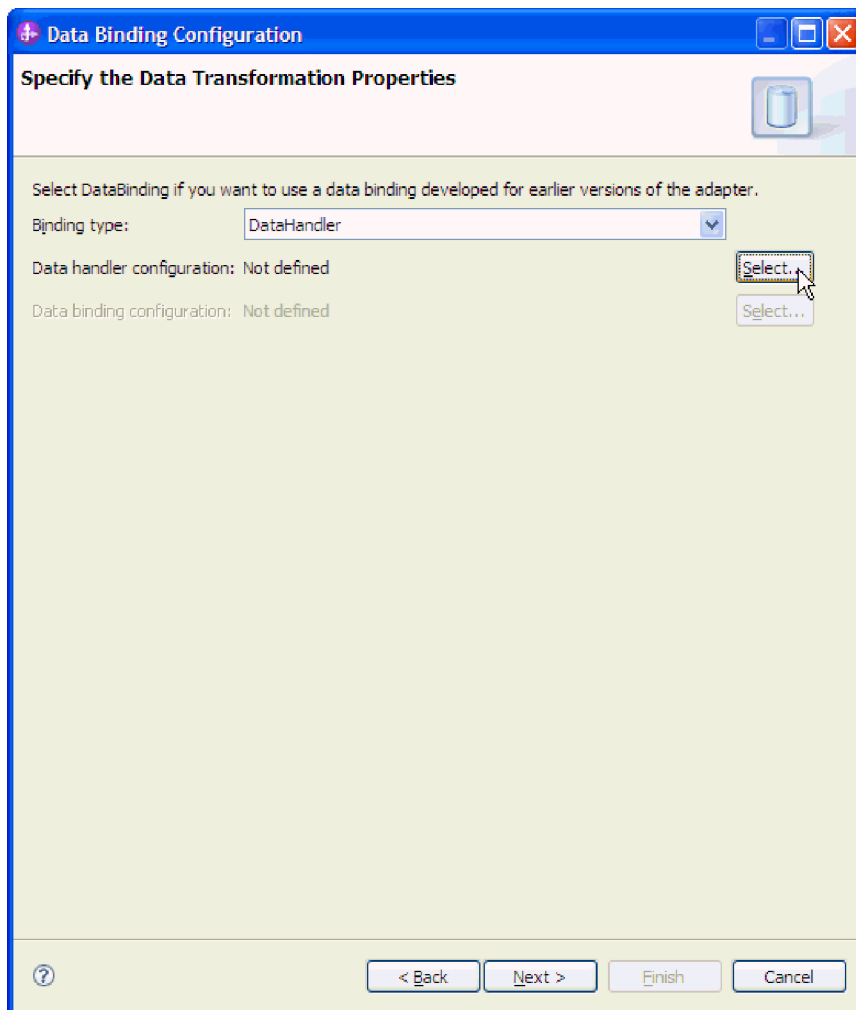 Data Binding Configuration
Specify the Data Transformation Properties
Select DataBinding if you want to use a data binding developed for earlier versions of the adapter.
Binding type: DataHandler
Data handler configuration: Not defined Select...
Data binding configuration: Not defined Select...
? < Back Next > Finish Cancel